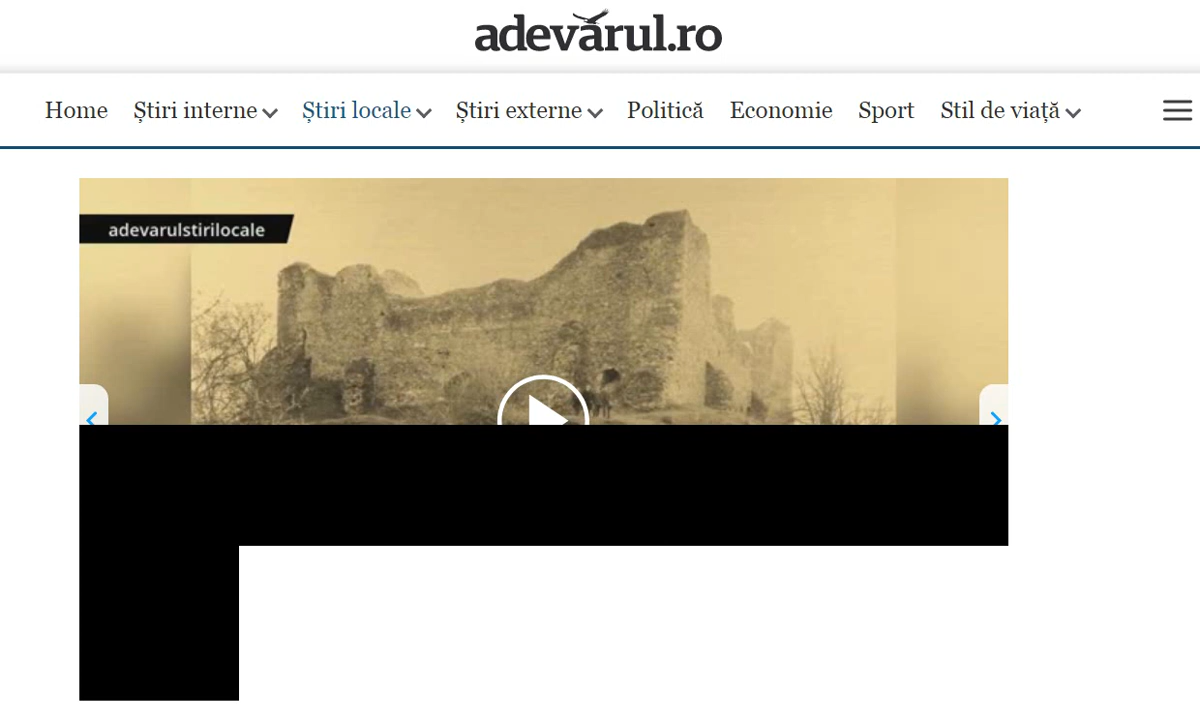 adevărul.ro
Home Știri interne Știri locale Știri externe Politică Economie Sport Stil de viață
adevarulstirilocale